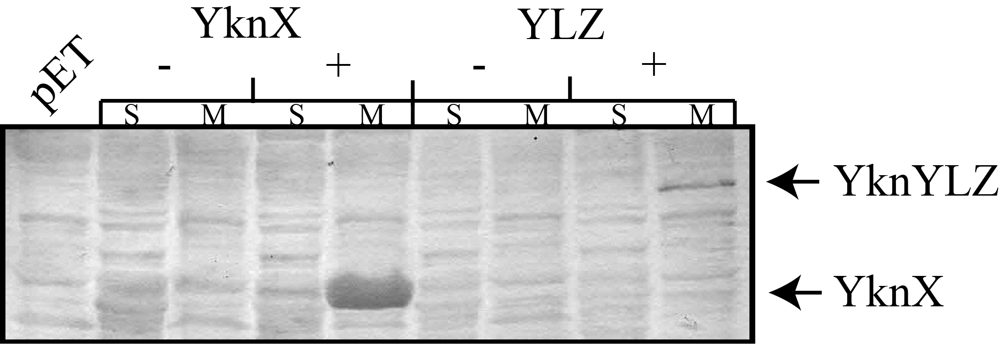 YknX YLZ
pET - + - +
S M S M S M S M
YknYLZ
YknX